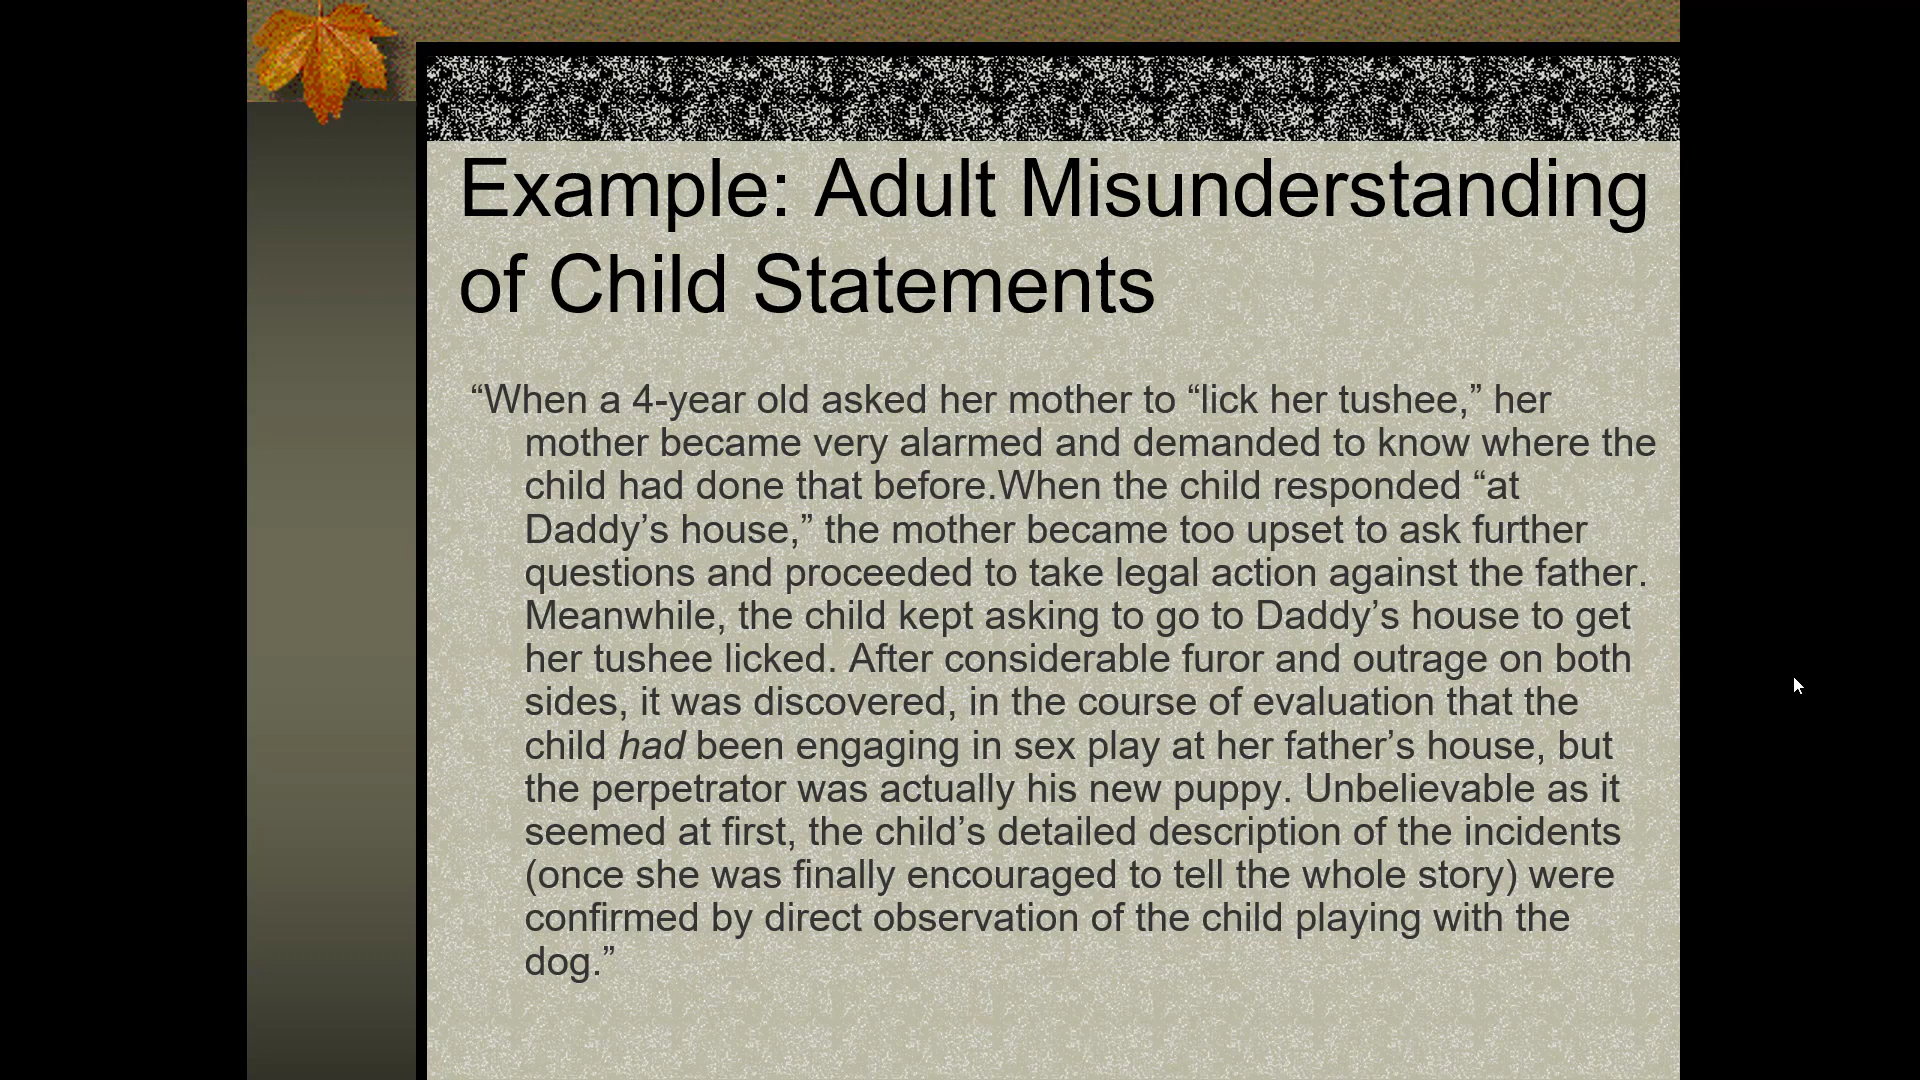 Example: Adult Misunderstanding
of Child Statements
“When a 4-year old asked her mother to “lick her tushee,” her
mother became very alarmed and demanded to know where the
child had done that before.When the child responded “at
Daddy’s house,” the mother became too upset to ask further
questions and proceeded to take legal action against the father.
Meanwhile, the child kept asking to go to Daddy’s house to get
her tushee licked. After considerable furor and outrage on both
sides, it was discovered, in the course of evaluation that the
child had been engaging in sex play at her father’s house, but
the perpetrator was actually his new puppy. Unbelievable as it
seemed at first, the child’s detailed description of the incidents
(once she was finally encouraged to tell the whole story) were
confirmed by direct observation of the child playing with the
dog.”